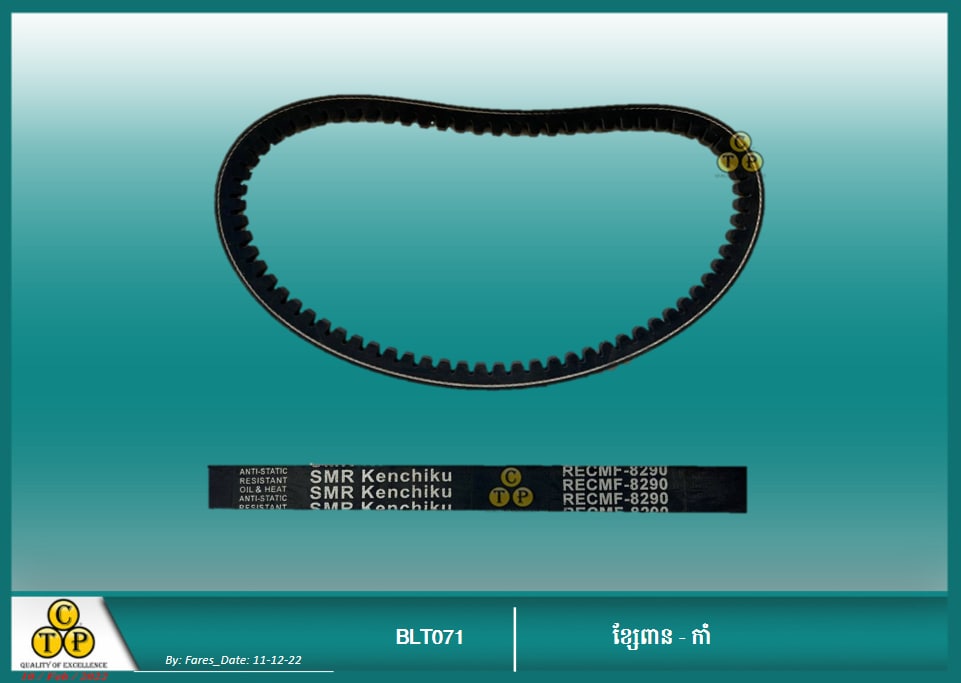 C
T P
ANTI-STATIC
RESISTANT
OIL & HEAT
ANTI-STATIC
RESISTANT
SMR Kenchiku
SMR Kenchiku
SMR Kenchiku
C
T P
RECMF-8290
RECMF-8290
RECMF-8290
RECMF-8290
C
T P
QUALITY OF EXCELLENCE
By: Fares_Date: 11-12-22
BLT071
ខ្សែពាន - កាំ